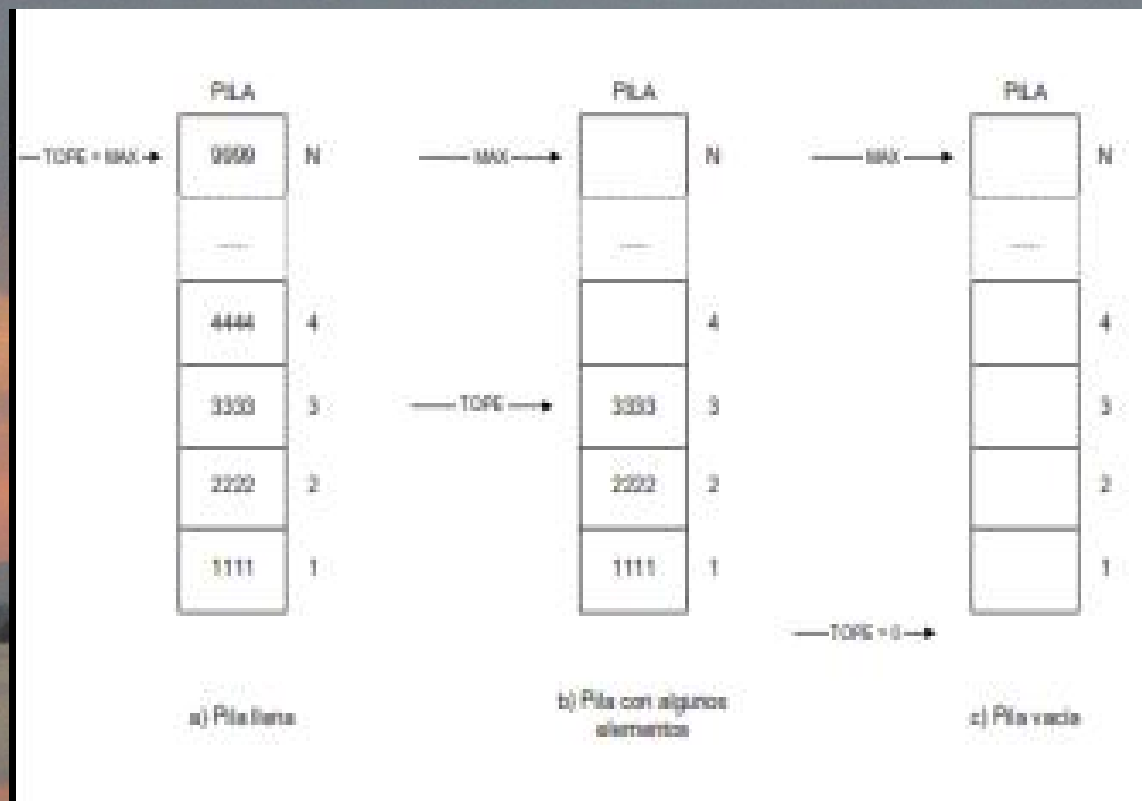 PILA
TOPE = MAX
9999
N
.....
4444
4
3333
3
2222
2
1111
1
a) Pila llena
PILA
MAX
N
.....
4
TOPE
3333
3
2222
2
1111
1
b) Pila con algunos
elementos
PILA
MAX
N
.....
4
3
2
1
TOPE = 0
c) Pila vacía